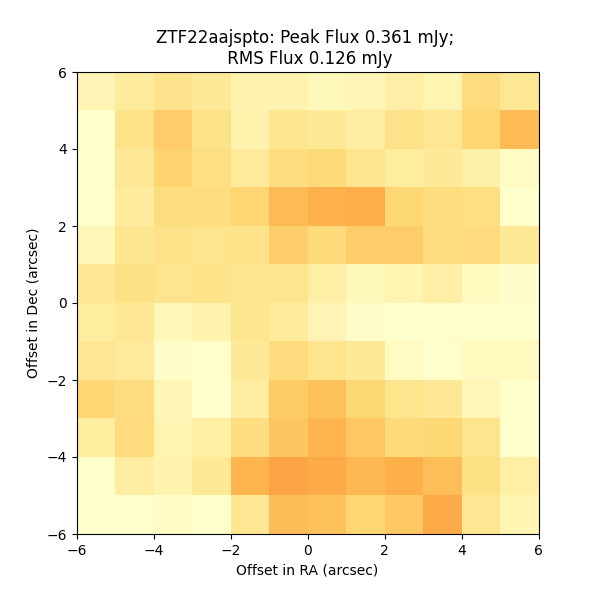 ZTF22aajspto: Peak Flux 0.361 mJy;
RMS Flux 0.126 mJy
6
4
2
0
−2
−4
−6
Offset in Dec (arcsec)
−6 −4 −2 0 2 4 6
Offset in RA (arcsec)